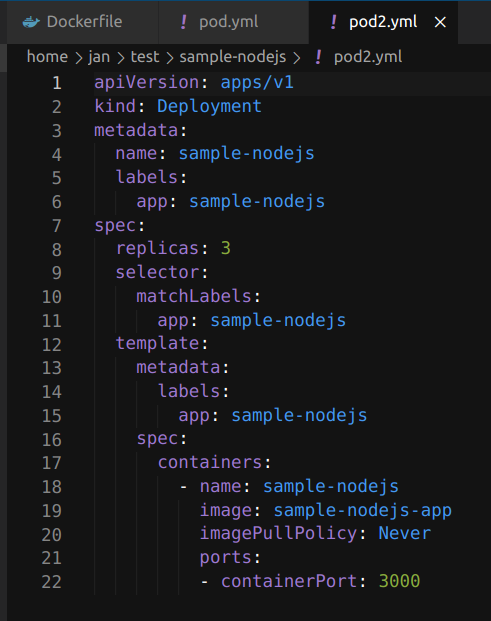 Dockerfile ! pod.yml ! pod2.yml ×
home > jan > test > sample-nodejs > ! pod2.yml
1 apiVersion: apps/v1
2 kind: Deployment
3 metadata:
4   name: sample-nodejs
5   labels:
6     app: sample-nodejs
7 spec:
8   replicas: 3
9   selector:
10     matchLabels:
11       app: sample-nodejs
12   template:
13     metadata:
14       labels:
15         app: sample-nodejs
16     spec:
17       containers:
18         - name: sample-nodejs
19           image: sample-nodejs-app
20           imagePullPolicy: Never
21           ports:
22           - containerPort: 3000